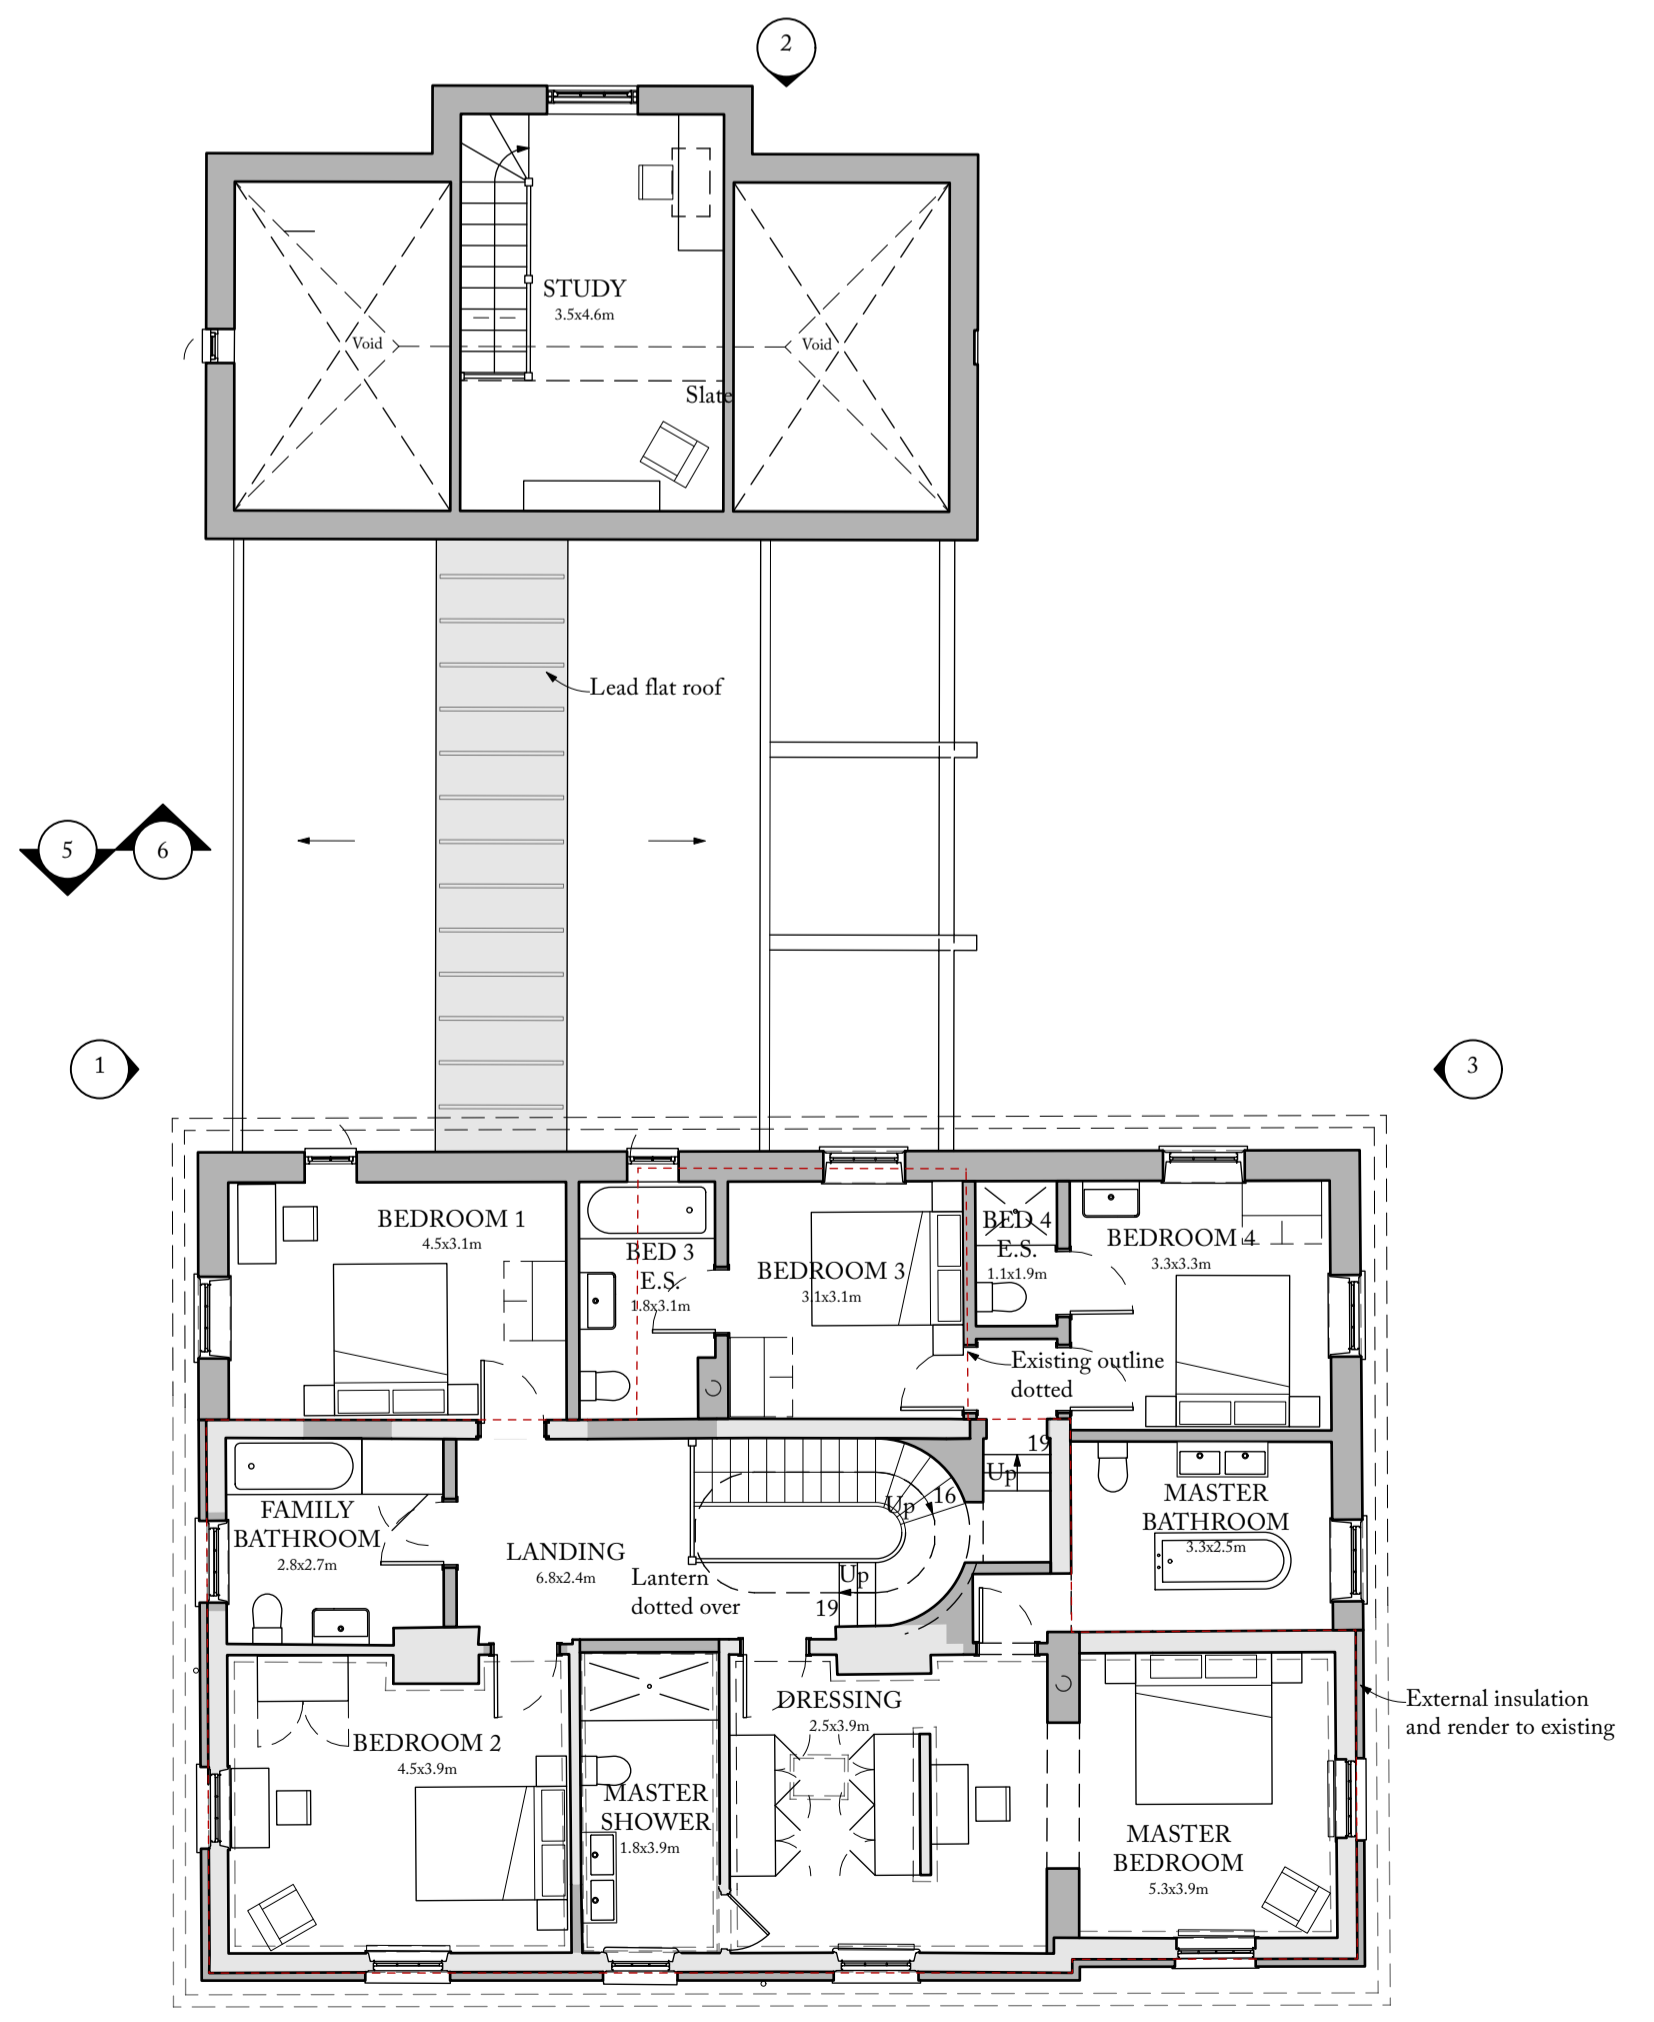 2
STUDY
3.5x4.6m
Void
Void
Slate
Lead flat roof
5
6
1
3
BEDROOM 1
4.5x3.1m
BED 3
E.S.
1.8x3.1m
BEDROOM 3
3.1x3.1m
BED 4
E.S.
1.1x1.9m
BEDROOM 4
3.3x3.3m
Existing outline
dotted
19
Up
16
Up
FAMILY
BATHROOM
2.8x2.7m
LANDING
6.8x2.4m
Lantern
dotted over
Up
19
MASTER
BATHROOM
3.3x2.5m
BEDROOM 2
4.5x3.9m
MASTER
SHOWER
1.8x3.9m
DRESSING
2.5x3.9m
MASTER
BEDROOM
5.3x3.9m
External insulation
and render to existing